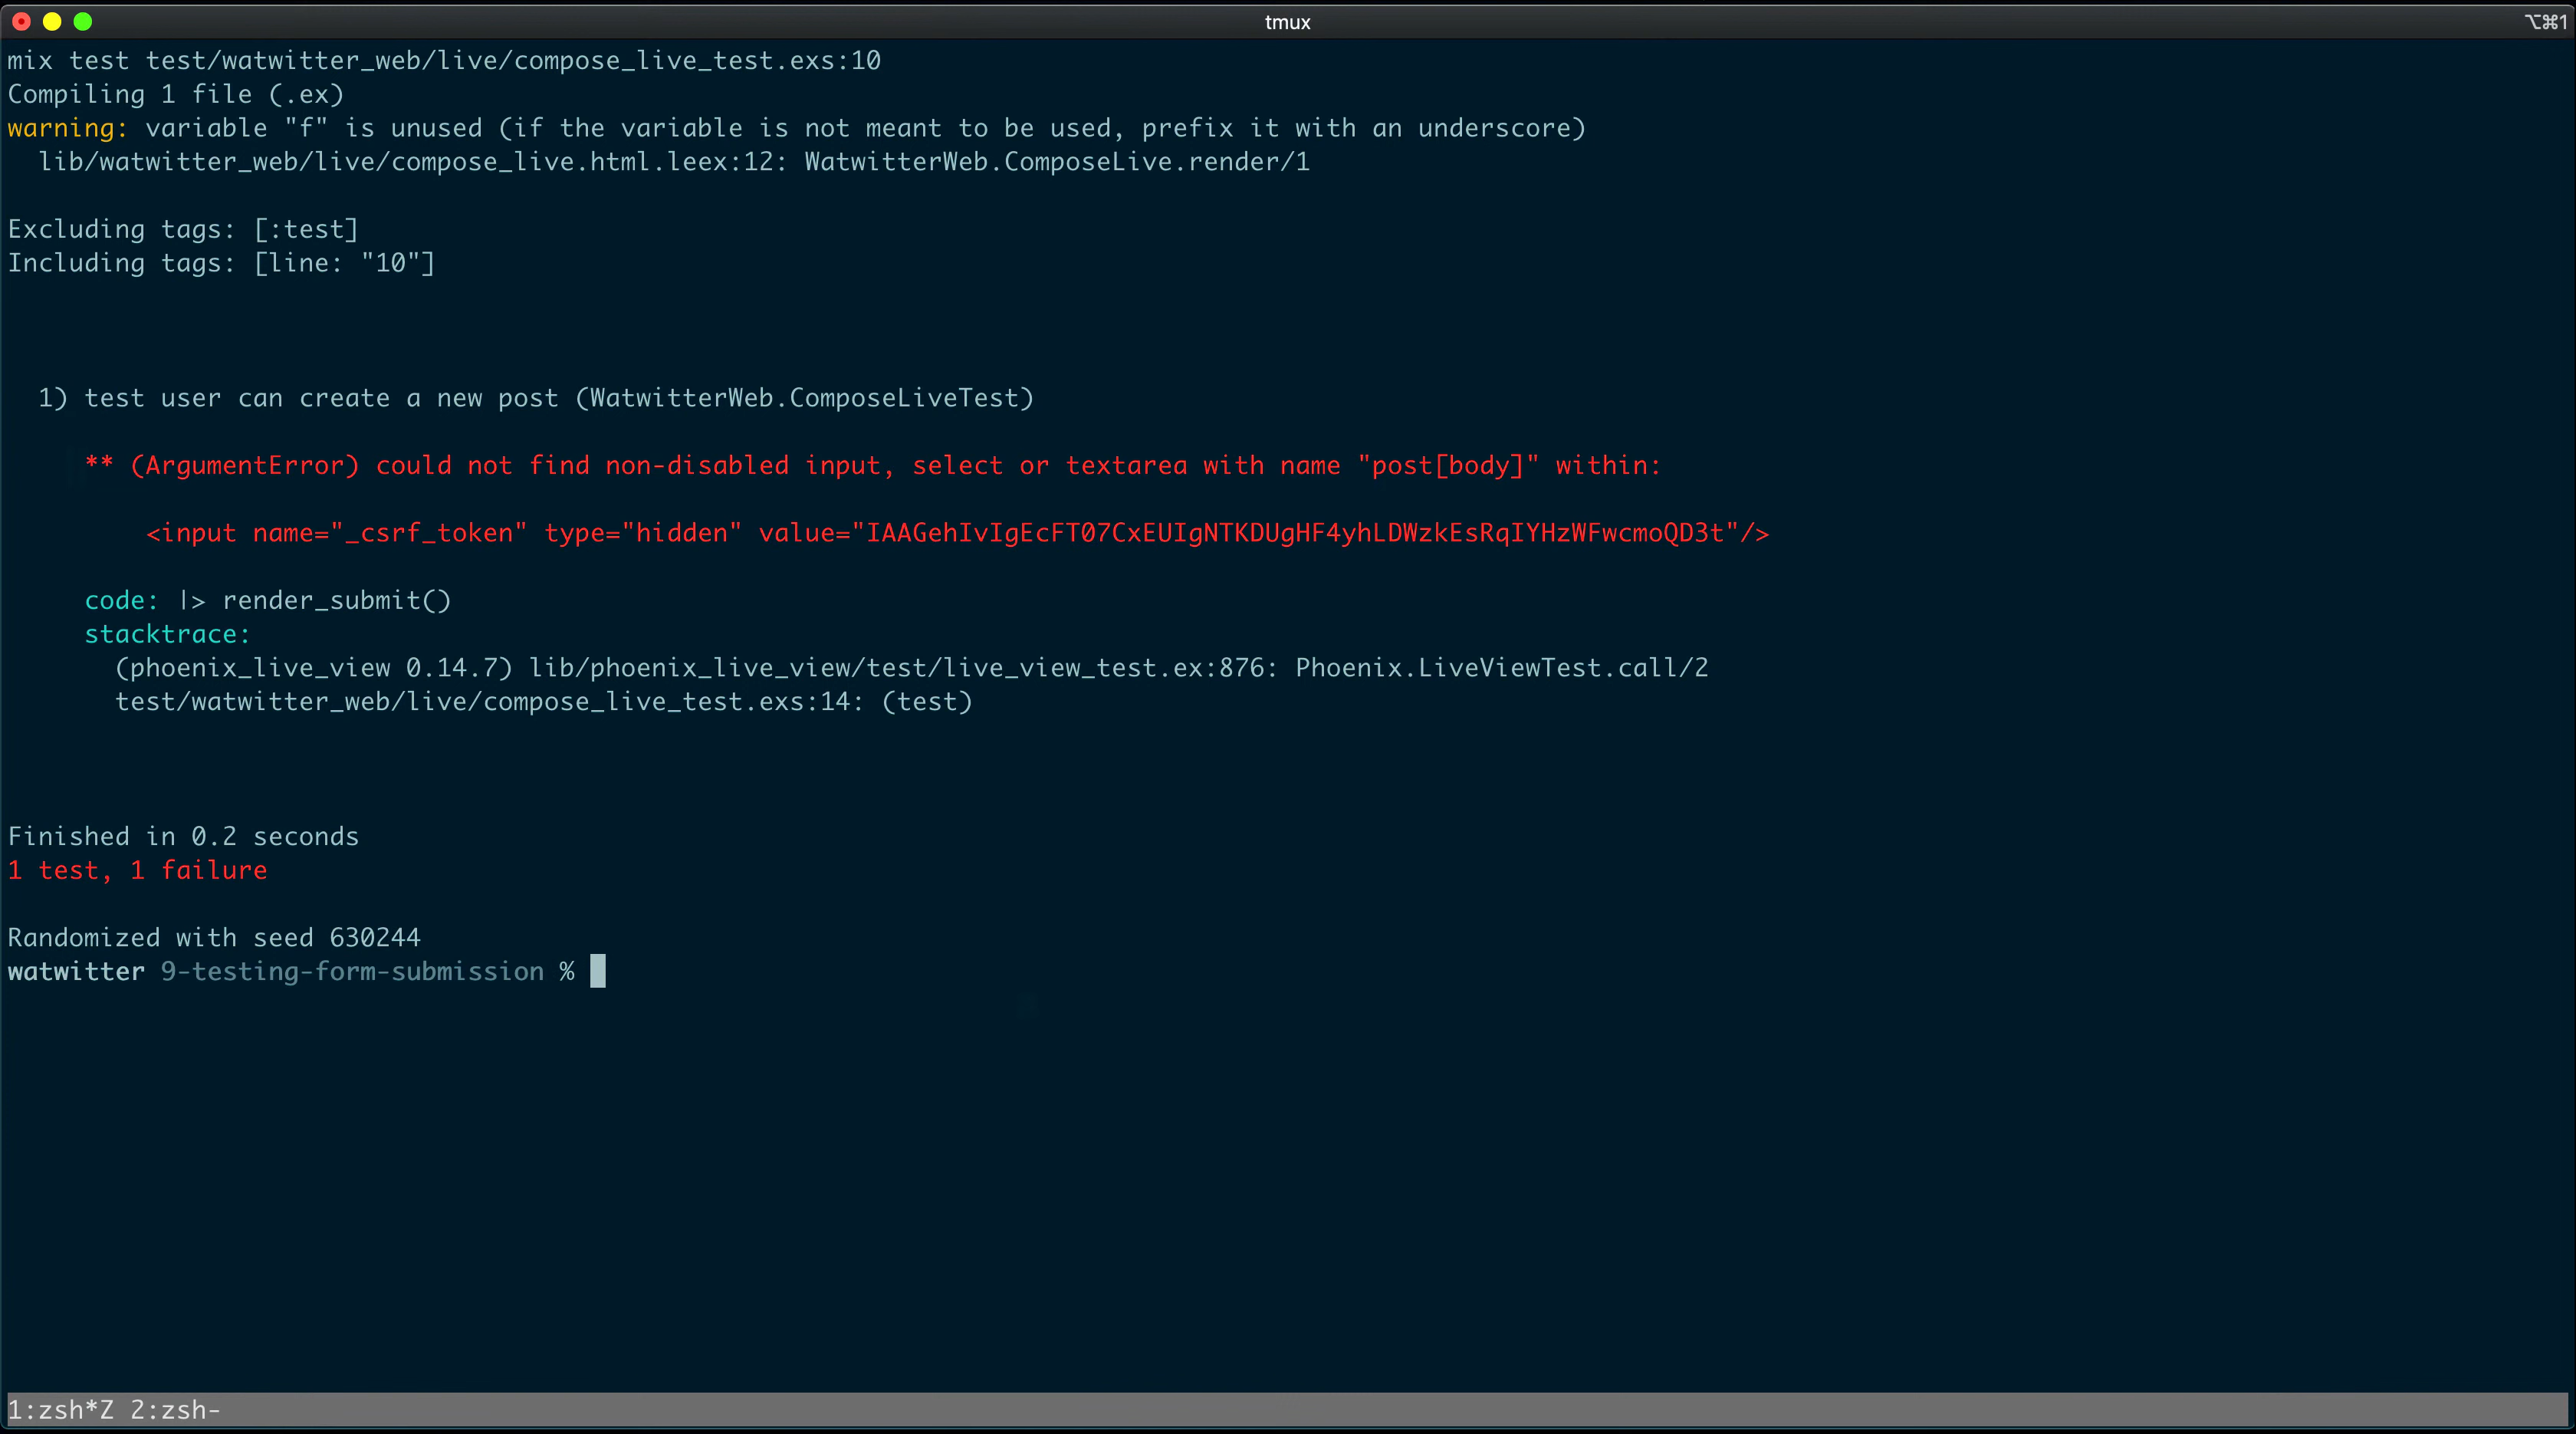 tmux
⌥⌘1
mix test test/watwitter_web/live/compose_live_test.exs:10
Compiling 1 file (.ex)
warning: variable "f" is unused (if the variable is not meant to be used, prefix it with an underscore)
  lib/watwitter_web/live/compose_live.html.leex:12: WatwitterWeb.ComposeLive.render/1
Excluding tags: [:test]
Including tags: [line: "10"]
  1) test user can create a new post (WatwitterWeb.ComposeLiveTest)
     ** (ArgumentError) could not find non-disabled input, select or textarea with name "post[body]" within:
         <input name="_csrf_token" type="hidden" value="IAAGehIvIgEcFT07CxEUIgNTKDUgHF4yhLDWzkEsRqIYHzWFwcmoQD3t"/>
     code: |> render_submit()
     stacktrace:
       (phoenix_live_view 0.14.7) lib/phoenix_live_view/test/live_view_test.ex:876: Phoenix.LiveViewTest.call/2
       test/watwitter_web/live/compose_live_test.exs:14: (test)
Finished in 0.2 seconds
1 test, 1 failure
Randomized with seed 630244
watwitter 9-testing-form-submission %
1:zsh*Z 2:zsh-